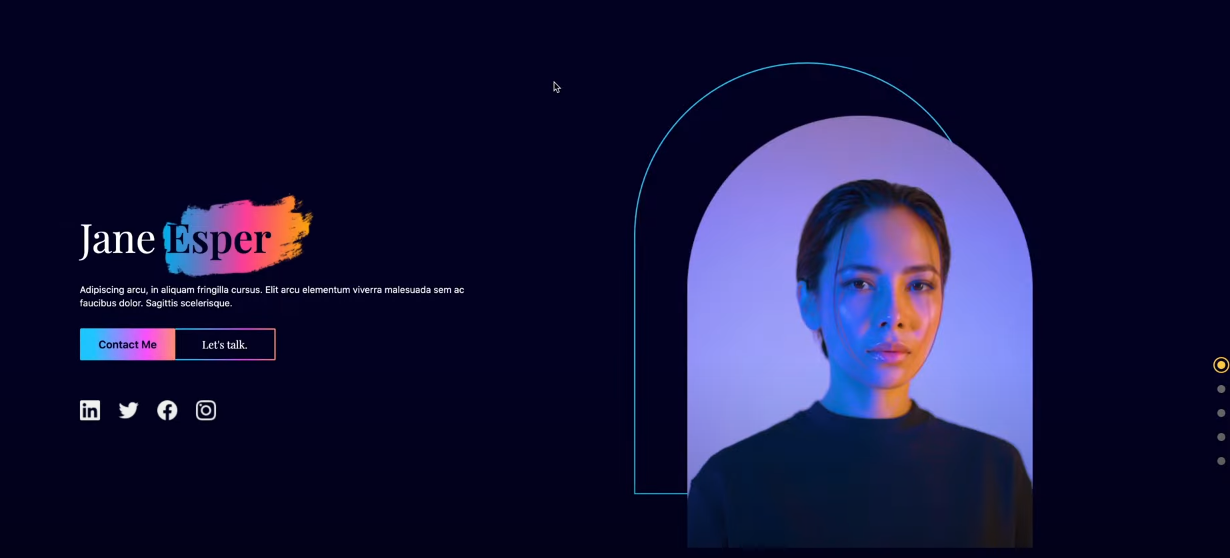 Jane Esper
Adipiscing arcu, in aliquam fringilla cursus. Elit arcu elementum viverra malesuada sem ac
faucibus dolor. Sagittis scelerisque.
Contact Me Let's talk.
in